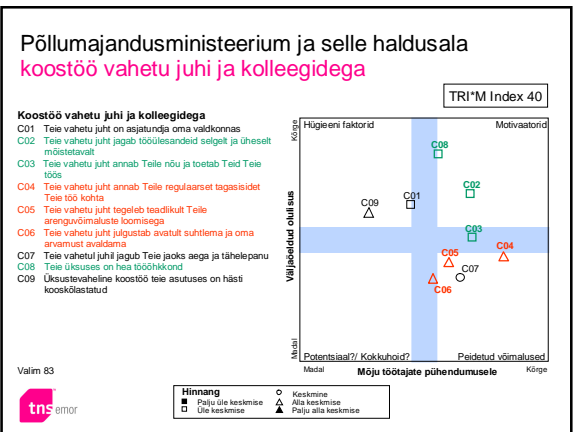 Põllumajandusministeerium ja selle haldusala
koostöö vahetu juhi ja kolleegidega
TRI*M Index 40
Koostöö vahetu juhi ja kolleegidega
C01 Teie vahetu juht on asjatundja oma valdkonnas
C02 Teie vahetu juht jagab tööülesandeid selgelt ja üheselt
mõistetavalt
C03 Teie vahetu juht annab Teile nõu ja toetab Teid Teie
töös
C04 Teie vahetu juht annab Teile regulaarset tagasisidet
Teie töö kohta
C05 Teie vahetu juht tegeleb teadlikult Teile
arenguvõimaluste loomisega
C06 Teie vahetu juht julgustab avatult suhtlema ja oma
arvamust avaldama
C07 Teie vahetul juhil jagub Teie jaoks aega ja tähelepanu
C08 Teie üksuses on hea töööhkkond
C09 Üksustevaheline koostöö teie asutuses on hästi
kooskõlastatud
Kõrge
Väljaöeldud olulisus
Madal
Hügieeni faktorid
Motivaatorid
C08
C02
C01
C09
C03
C04
C05
C07
C06
Potentsiaal?/ Kokkuhoid?
Peidetud võimalused
Madal
Mõju töötajate pühendumusele
Kõrge
Valim 83
tns emor
Hinnang
Palju üle keskmise
Üle keskmise
Keskmine
Alla keskmise
Palju alla keskmise